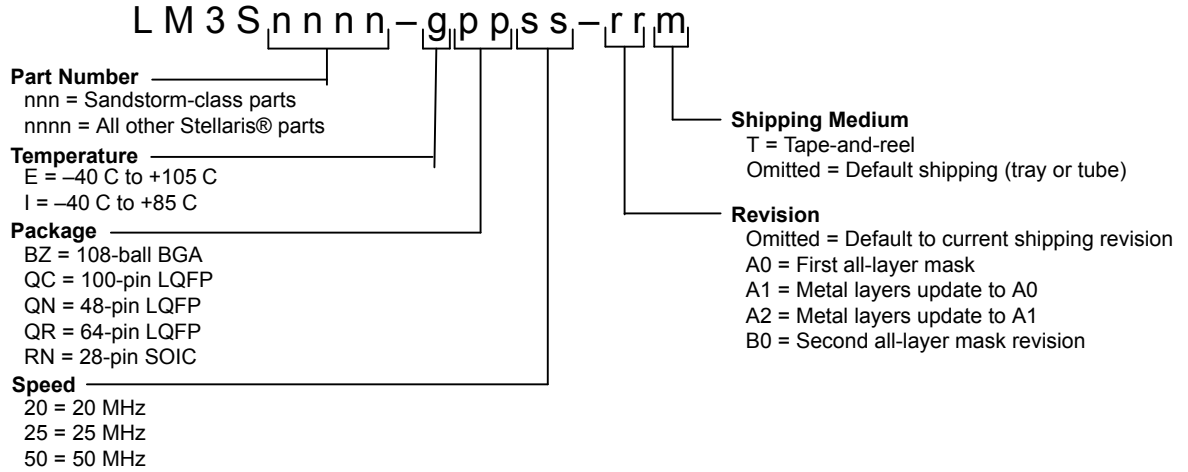 LM3Snnnn–gppss–rrm
Part Number
nnn = Sandstorm-class parts
nnnn = All other Stellaris® parts
Temperature
E = –40 C to +105 C
I = –40 C to +85 C
Package
BZ = 108-ball BGA
QC = 100-pin LQFP
QN = 48-pin LQFP
QR = 64-pin LQFP
RN = 28-pin SOIC
Speed
20 = 20 MHz
25 = 25 MHz
50 = 50 MHz
Shipping Medium
T = Tape-and-reel
Omitted = Default shipping (tray or tube)
Revision
Omitted = Default to current shipping revision
A0 = First all-layer mask
A1 = Metal layers update to A0
A2 = Metal layers update to A1
B0 = Second all-layer mask revision